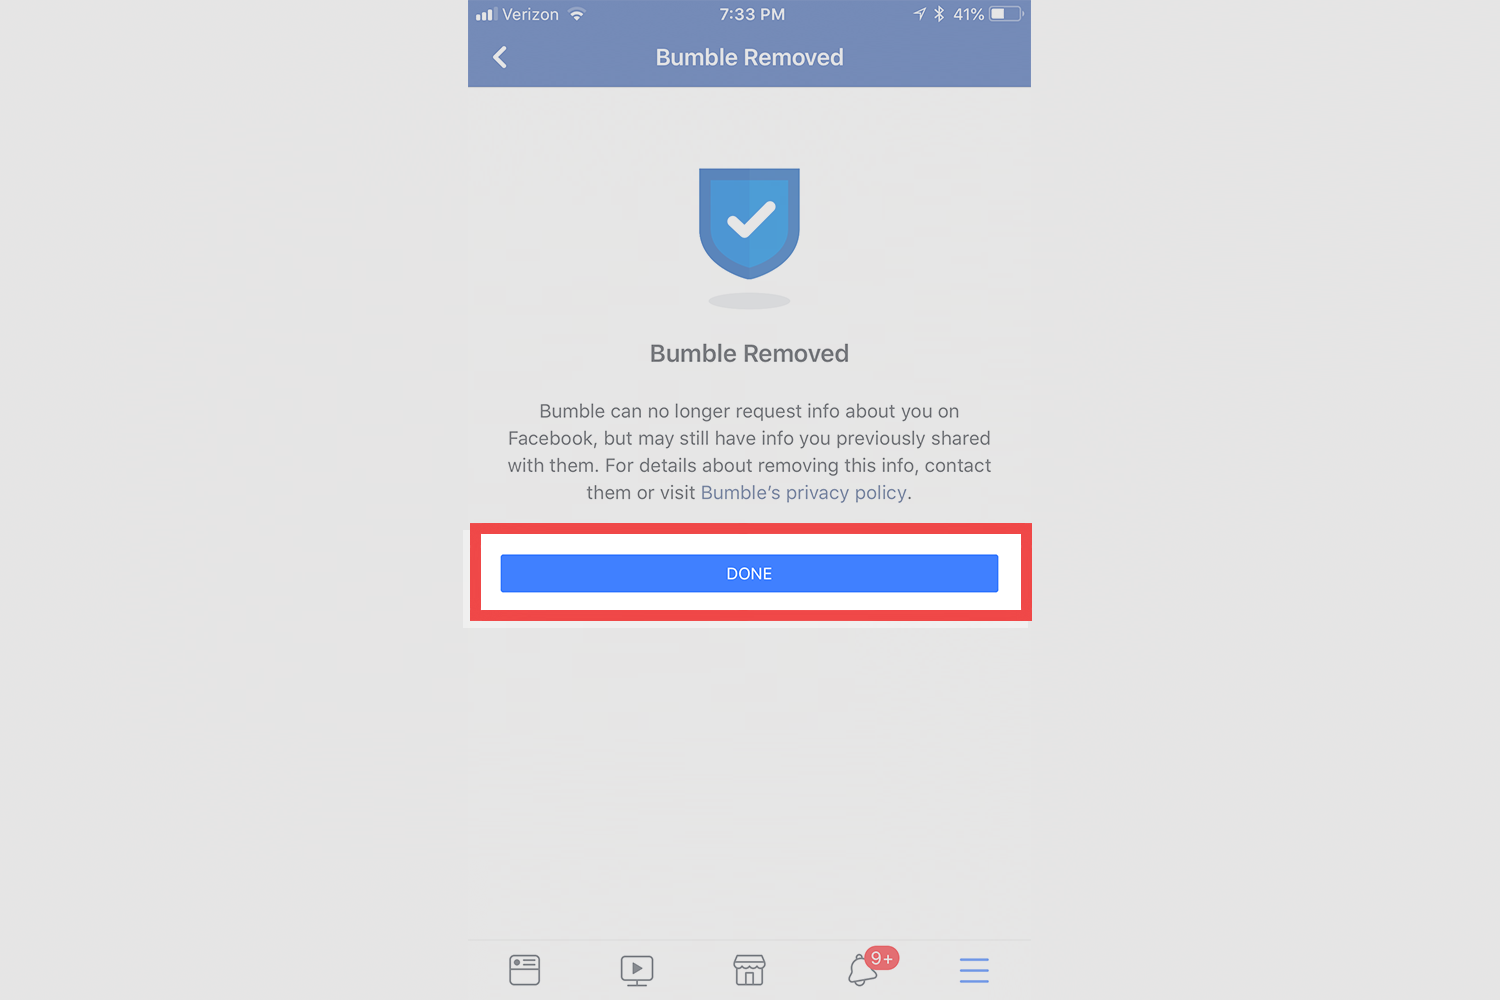 Verizon 7:33 PM 41%
Bumble Removed
Bumble Removed
Bumble can no longer request info about you on
Facebook, but may still have info you previously shared
with them. For details about removing this info, contact
them or visit Bumble’s privacy policy.
DONE
9+